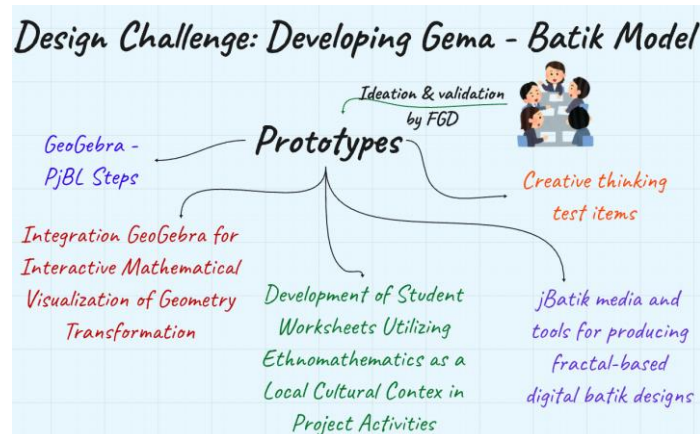 Design Challenge: Developing Gema - Batik Model
Ideation & validation
by FGD
Prototypes
GeoGebra -
PjBL Steps
Creative thinking
test items
Integration GeoGebra for
Interactive Mathematical
Visualization of Geometry
Transformation
Development of Student
Worksheets Utilizing
Ethnomathematics as a
Local Cultural Contex in
Project Activities
jBatik media and
tools for producing
fractal-based
digital batik designs